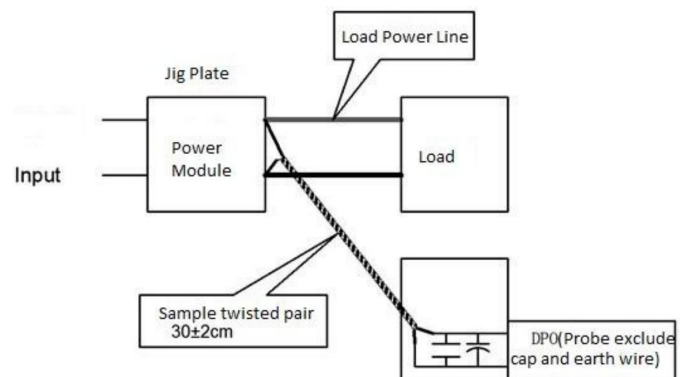 Load Power Line
Jig Plate
Power
Module
Load
Input
Sample twisted pair
30±2cm
DPO(Probe exclude
cap and earth wire)